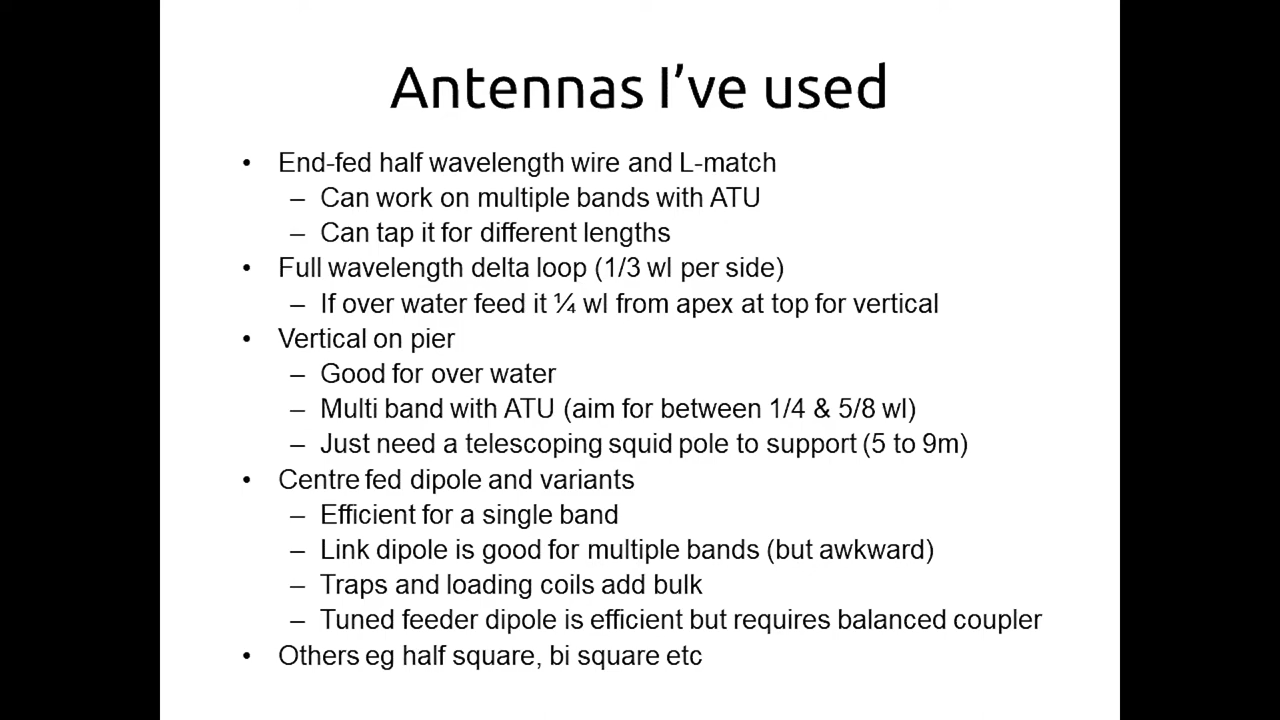 Antennas I've used
• End-fed half wavelength wire and L-match
– Can work on multiple bands with ATU
– Can tap it for different lengths
• Full wavelength delta loop (1/3 wl per side)
– If over water feed it ¼ wl from apex at top for vertical
• Vertical on pier
– Good for over water
– Multi band with ATU (aim for between 1/4 & 5/8 wl)
– Just need a telescoping squid pole to support (5 to 9m)
• Centre fed dipole and variants
– Efficient for a single band
– Link dipole is good for multiple bands (but awkward)
– Traps and loading coils add bulk
– Tuned feeder dipole is efficient but requires balanced coupler
• Others eg half square, bi square etc